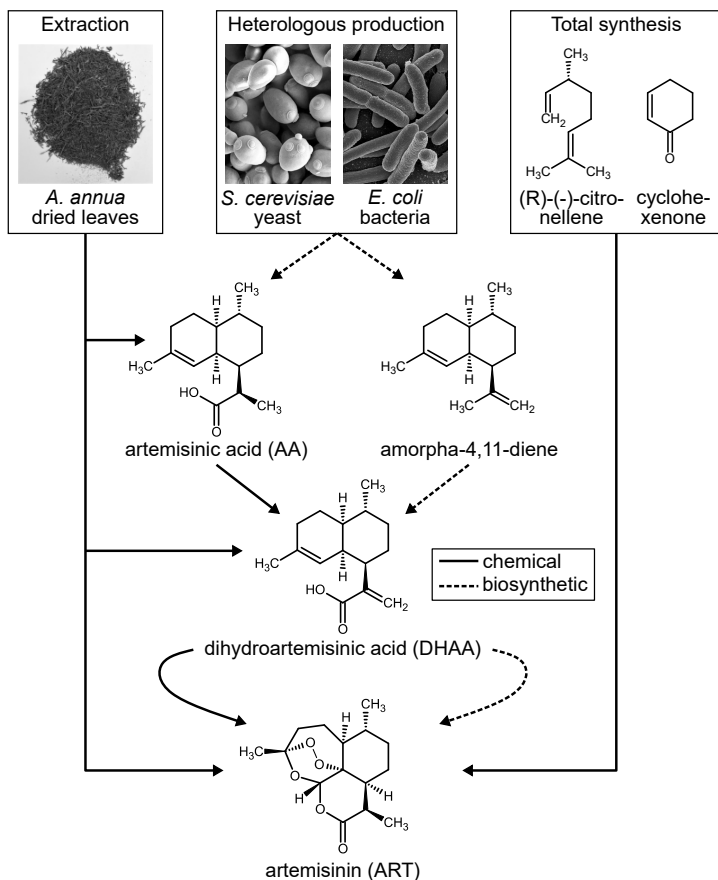 Extraction
Heterologous production
Total synthesis
A. annua
dried leaves
S. cerevisiae
yeast
E. coli
bacteria
CH3
CH2
H3C
CH3
O
(R)-(-)-citro-
nellene
cyclohe-
xenone
H
CH3
H3C
H
HO
CH3
O
artemisinic acid (AA)
H
CH3
H3C
H
H3C
CH2
amorpha-4,11-diene
H
CH3
H3C
H
HO
CH2
O
dihydroartemisinic acid (DHAA)
chemical
biosynthetic
H
CH3
H3C
O
O
O
H
H
O
CH3
O
artemisinin (ART)